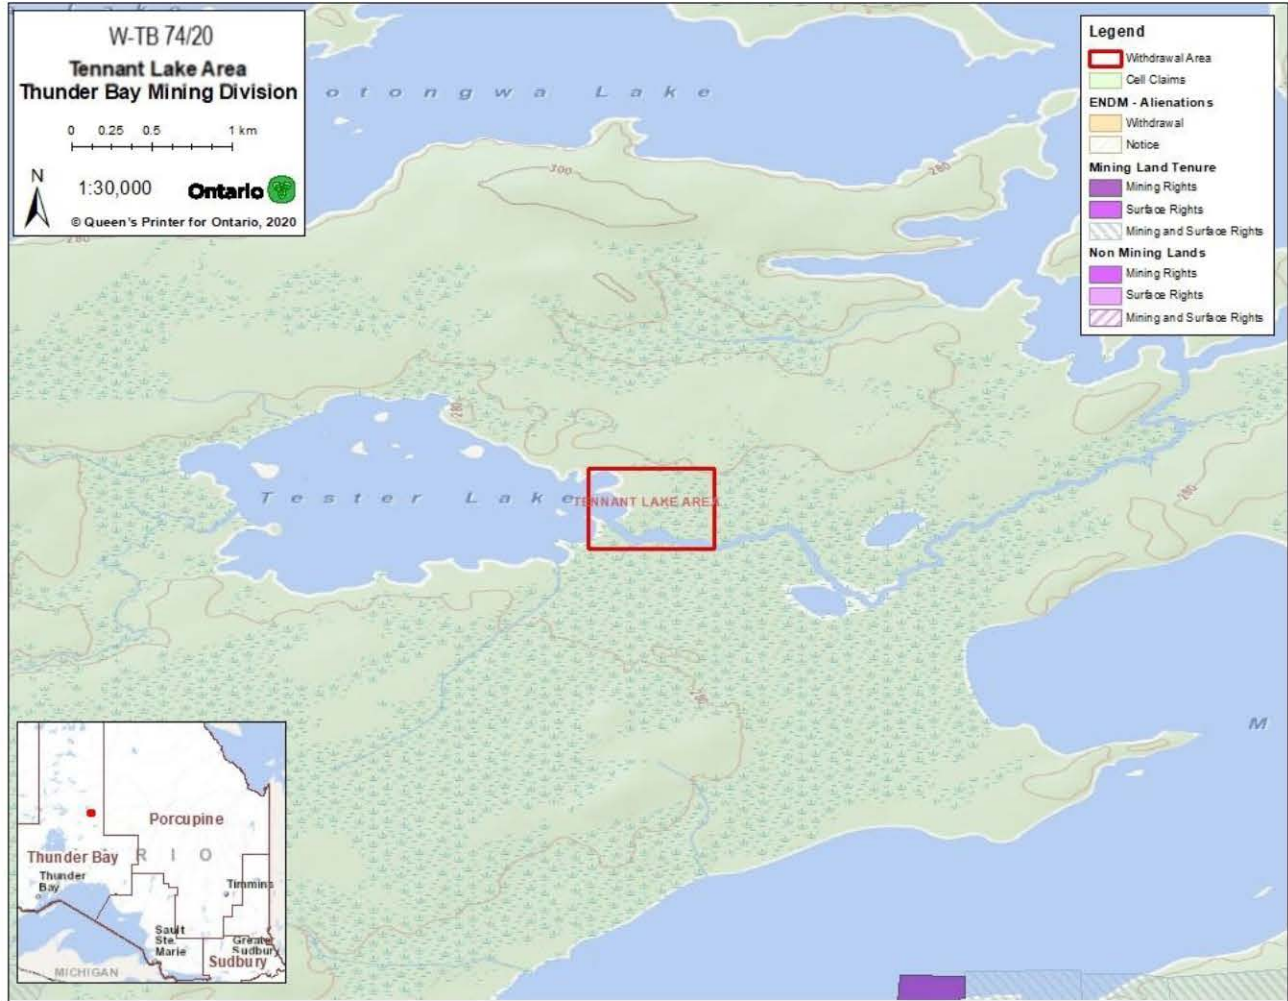 W-TB 74/20
Tennant Lake Area
Thunder Bay Mining Division
0 0.25 0.5 1 km
N
1:30,000
Ontario
© Queen's Printer for Ontario, 2020
otongwa Lake
Legend
Withdrawal Area
Cell Claims
ENDM - Alienations
Withdrawal
Notice
Mining Land Tenure
Mining Rights
Surface Rights
Mining and Surface Rights
Non Mining Lands
Mining Rights
Surface Rights
Mining and Surface Rights
300
280
280
280
Tester Lake
TENNANT LAKE AREA
280
M
Porcupine
Thunder Bay
R I O
Thunder
Bay
Timmins
Sault
Ste.
Marie
Greater
Sudbury
Sudbury
MICHIGAN